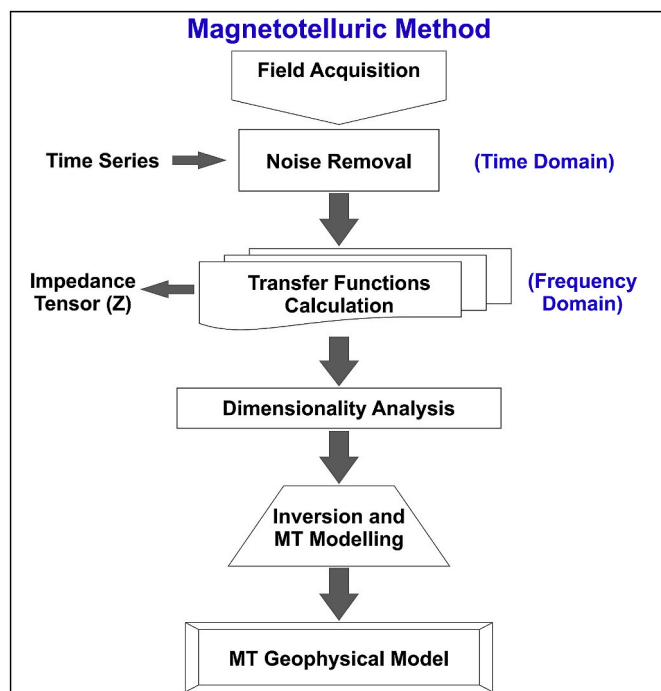 Magnetotelluric Method
Field Acquisition
Time Series
Noise Removal
(Time Domain)
Impedance
Tensor (Z)
Transfer Functions
Calculation
(Frequency
Domain)
Dimensionality Analysis
Inversion and
MT Modelling
MT Geophysical Model